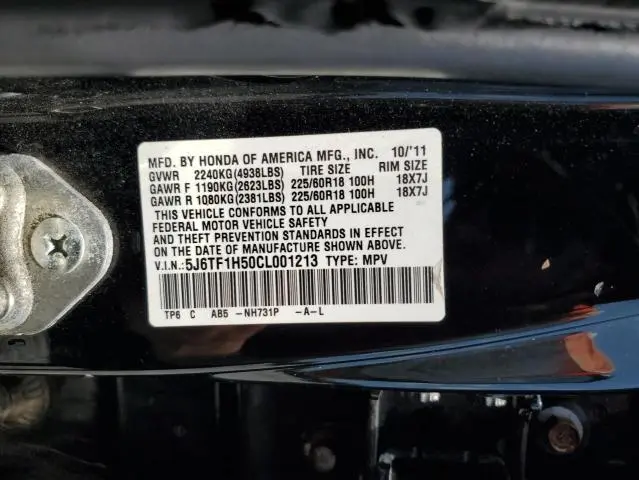 MFD. BY HONDA OF AMERICA MFG., INC. 10/'11
GVWR 2240KG(4938LBS) TIRE SIZE RIM SIZE
GAWR F 1190KG(2623LBS) 225/60R18 100H 18X7J
GAWR R 1080KG(2381LBS) 225/60R18 100H 18X7J
THIS VEHICLE CONFORMS TO ALL APPLICABLE
FEDERAL MOTOR VEHICLE SAFETY
AND THEFT PREVENTION STANDARDS IN EFFECT
ON THE DATE OF MANUFACTURE SHOWN ABOVE.
V.I.N.:5J6TF1H50CL001213 TYPE: MPV
TP6 C AB5 -NH731P -A-L